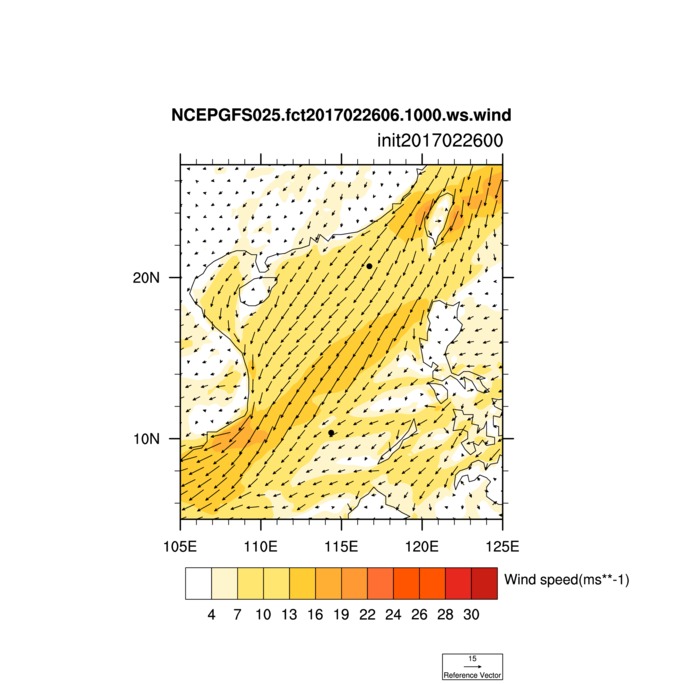 NCEPGFS025.fct2017022606.1000.ws.wind
init2017022600
20N
10N
105E 110E 115E 120E 125E
Wind speed(ms**-1)
4 7 10 13 16 19 22 24 26 28 30
15
Reference Vector